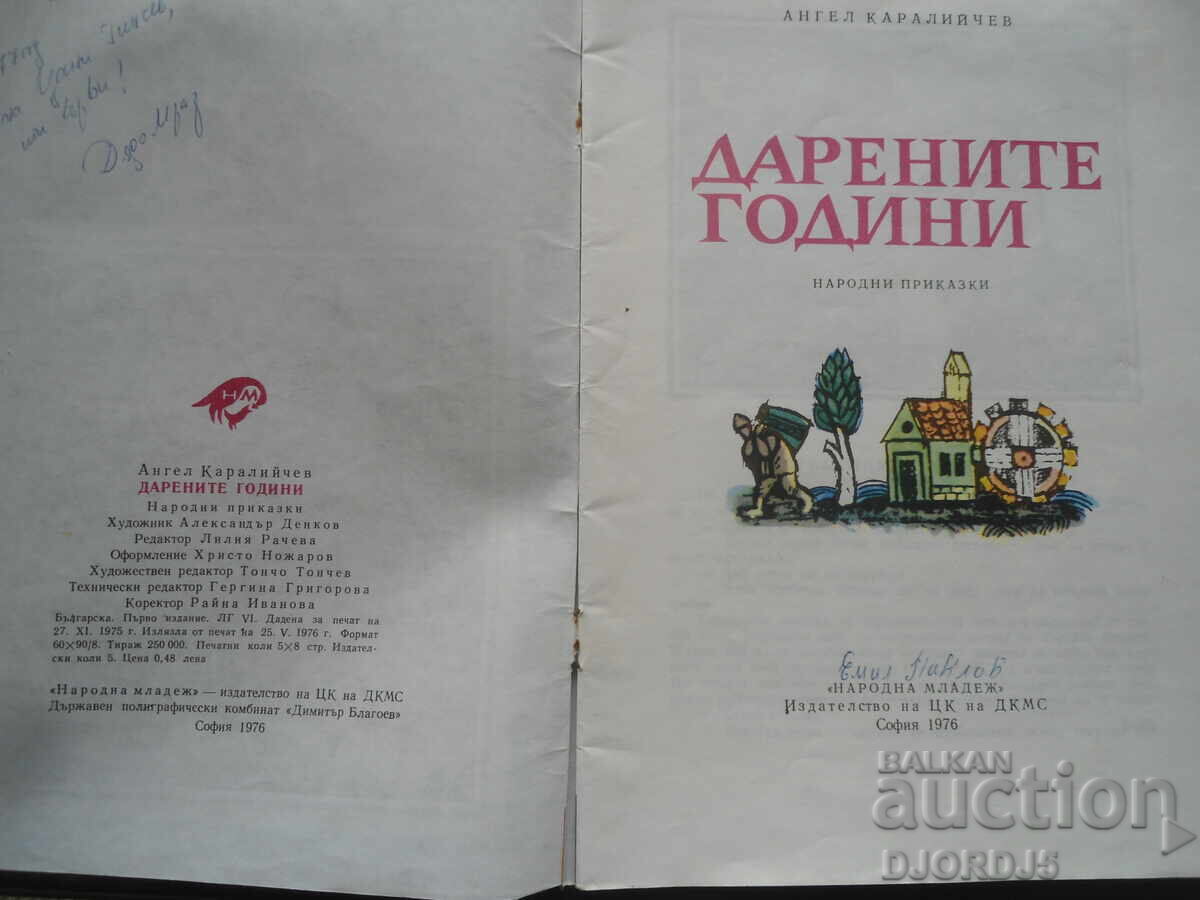 Дядо Мраз
НМ
Ангел Каралийчев
ДАРЕНИТЕ ГОДИНИ
Народни приказки
Художник Александър Денков
Редактор Лилия Рачева
Оформление Христо Ножаров
Художествен редактор Тончо Тончев
Технически редактор Гергина Григорова
Коректор Райна Иванова
Българска. Първо издание. ЛГ VI. Дадена за печат на
27. XI. 1975 г. Излязла от печат на 25. V. 1976 г. Формат
60×90/8. Тираж 250 000. Печатни коли 5×8 стр. Издател-
ски коли 5. Цена 0,48 лева
«Народна младеж» — издателство на ЦК на ДКМС
Държавен полиграфически комбинат «Димитър Благоев»
София 1976
АНГЕЛ КАРАЛИЙЧЕВ
ДАРЕНИТЕ
ГОДИНИ
НАРОДНИ ПРИКАЗКИ
Емил Павлов
«НАРОДНА МЛАДЕЖ»
Издателство на ЦК на ДКМС
София 1976
BALKAN
auction
DJORDJ5